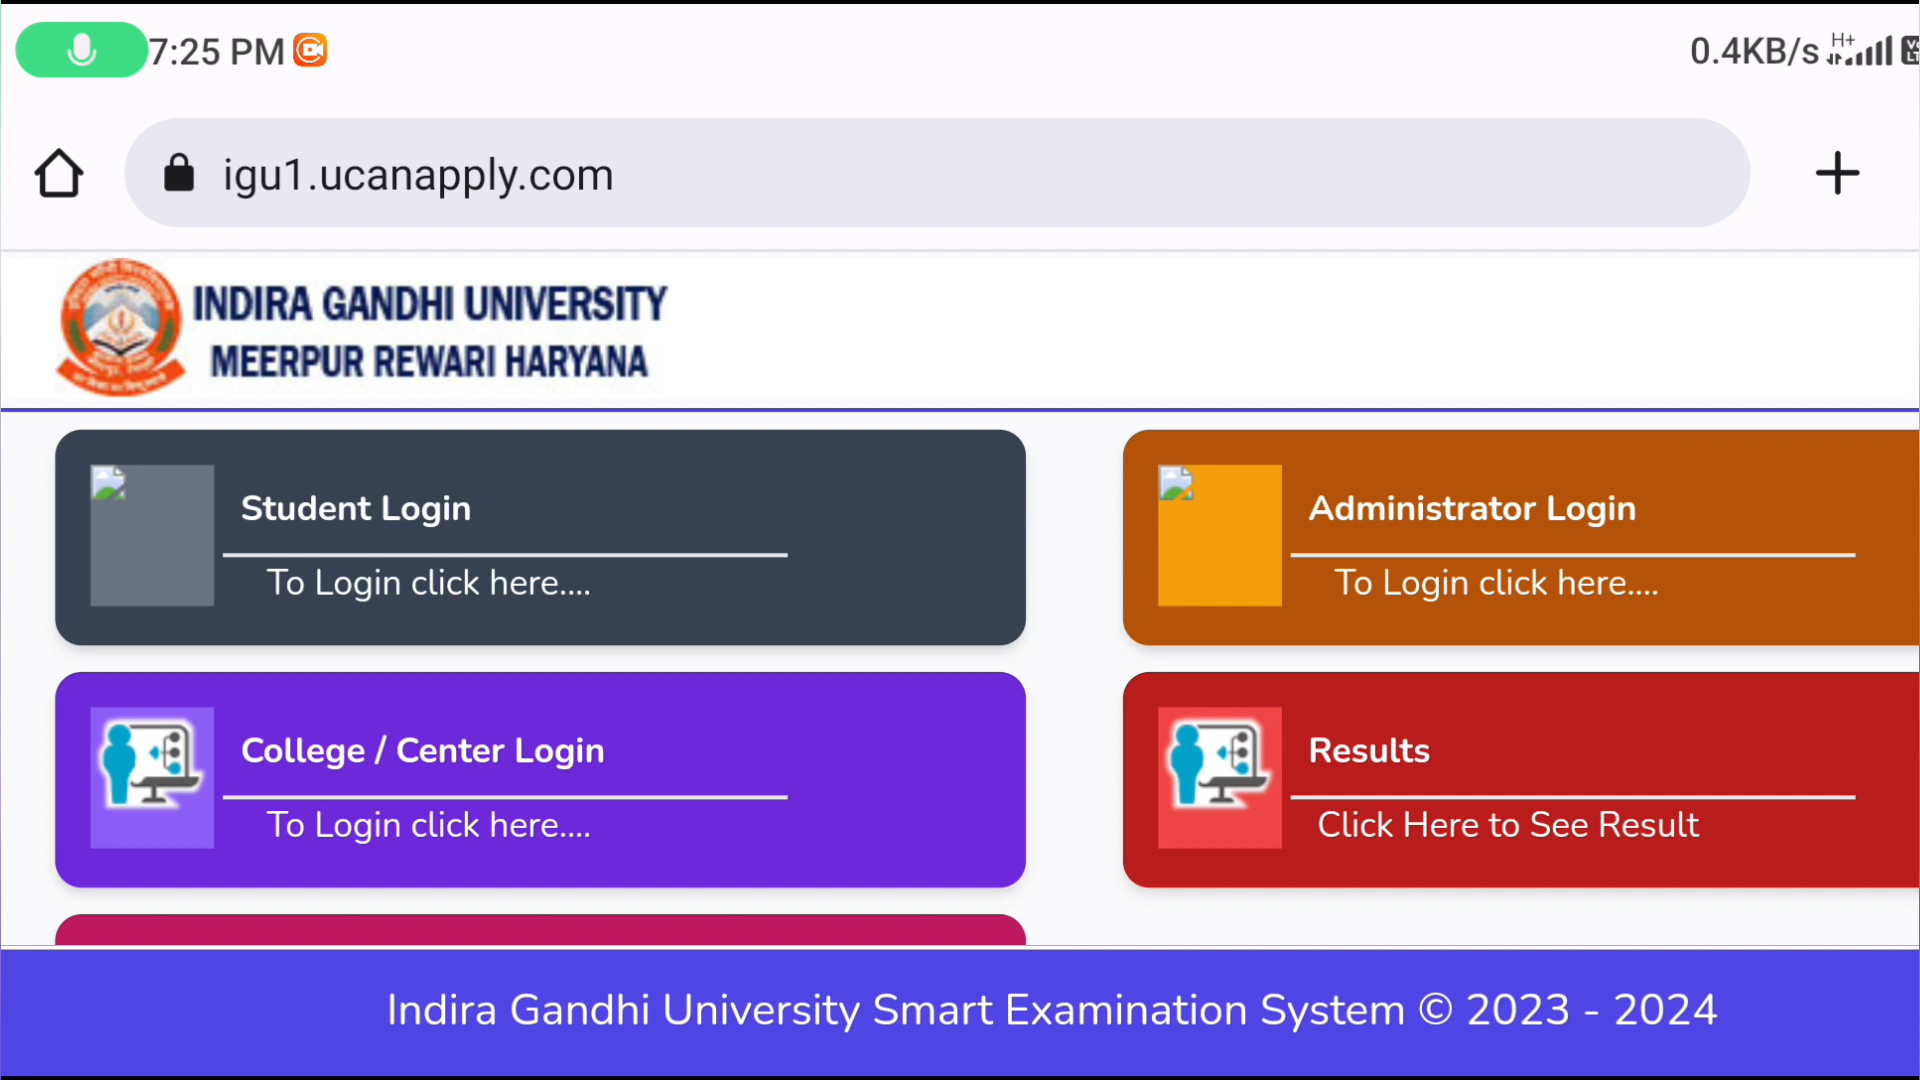 7:25 PM
0.4KB/s H+
igu1.ucanapply.com
INDIRA GANDHI UNIVERSITY
MEERPUR REWARI HARYANA
Student Login
To Login click here....
Administrator Login
To Login click here....
College / Center Login
To Login click here....
Results
Click Here to See Result
Indira Gandhi University Smart Examination System © 2023 - 2024